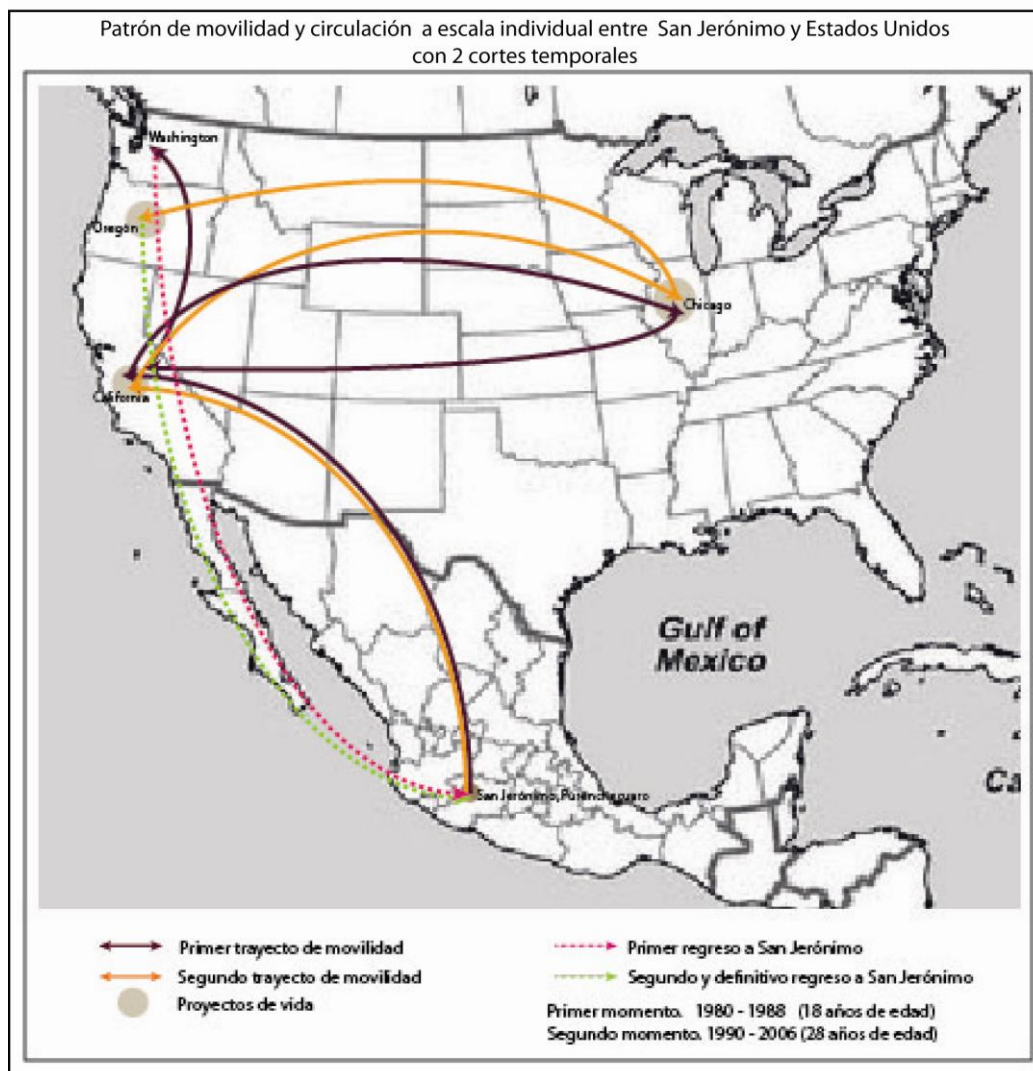 Patrón de movilidad y circulación a escala individual entre San Jerónimo y Estados Unidos
con 2 cortes temporales
Washington
Oregón
Chicago
California
Gulf of
Mexico
San Jerónimo, Purenchequaro
Ca
Primer trayecto de movilidad
Segundo trayecto de movilidad
Proyectos de vida
Primer regreso a San Jerónimo
Segundo y definitivo regreso a San Jerónimo
Primer momento. 1980 - 1988 (18 años de edad)
Segundo momento. 1990 - 2006 (28 años de edad)